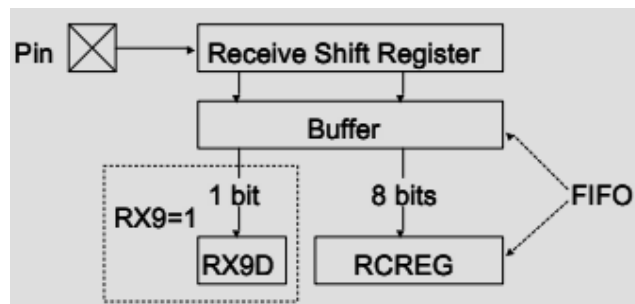 Pin
Receive Shift Register
Buffer
1 bit
8 bits
FIFO
RX9=1
RX9D
RCREG